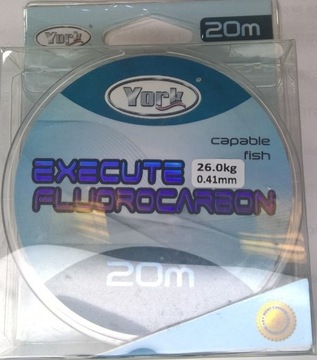 York
20m
York
capable
fish
EXECUTE
26.0kg
0.41mm
FLUOROCARBON
20m